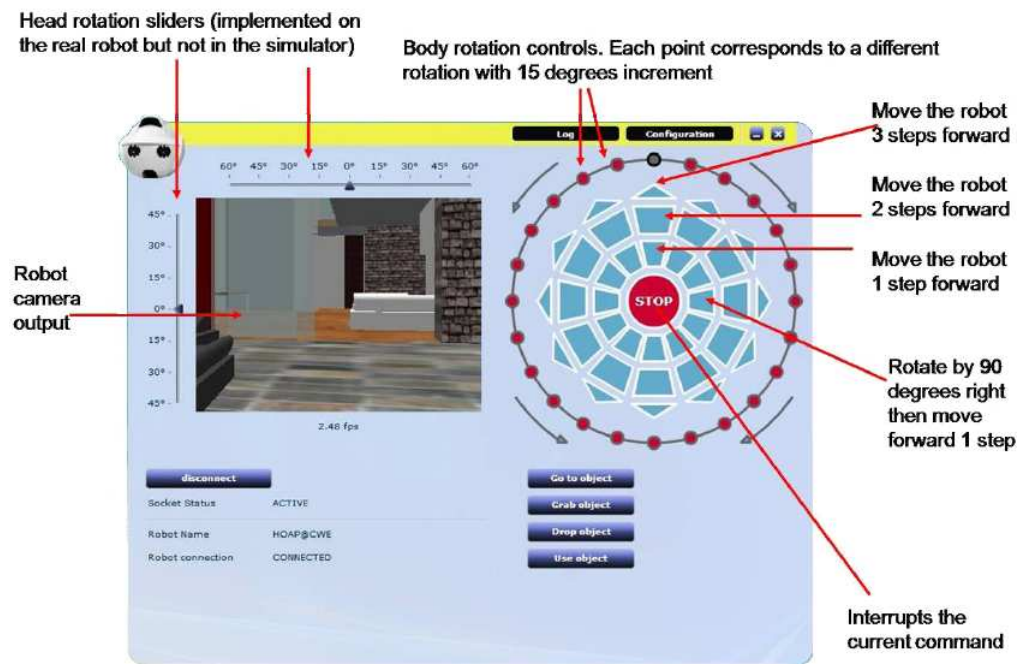 Head rotation sliders (implemented on
the real robot but not in the simulator)
Body rotation controls. Each point corresponds to a different
rotation with 15 degrees increment
Move the robot
3 steps forward
Move the robot
2 steps forward
Move the robot
1 step forward
Rotate by 90
degrees right
then move
forward 1 step
Interrupts the
current command
Robot
camera
output
Log
Configuration
60° 45° 30° 15° 0° 15° 30° 45° 60°
45°
30°
15°
0°
15°
30°
45°
STOP
2.48 fps
disconnect
Socket Status ACTIVE
Robot Name HOAP@CWE
Robot connection CONNECTED
Go to object
Grab object
Drop object
Use object